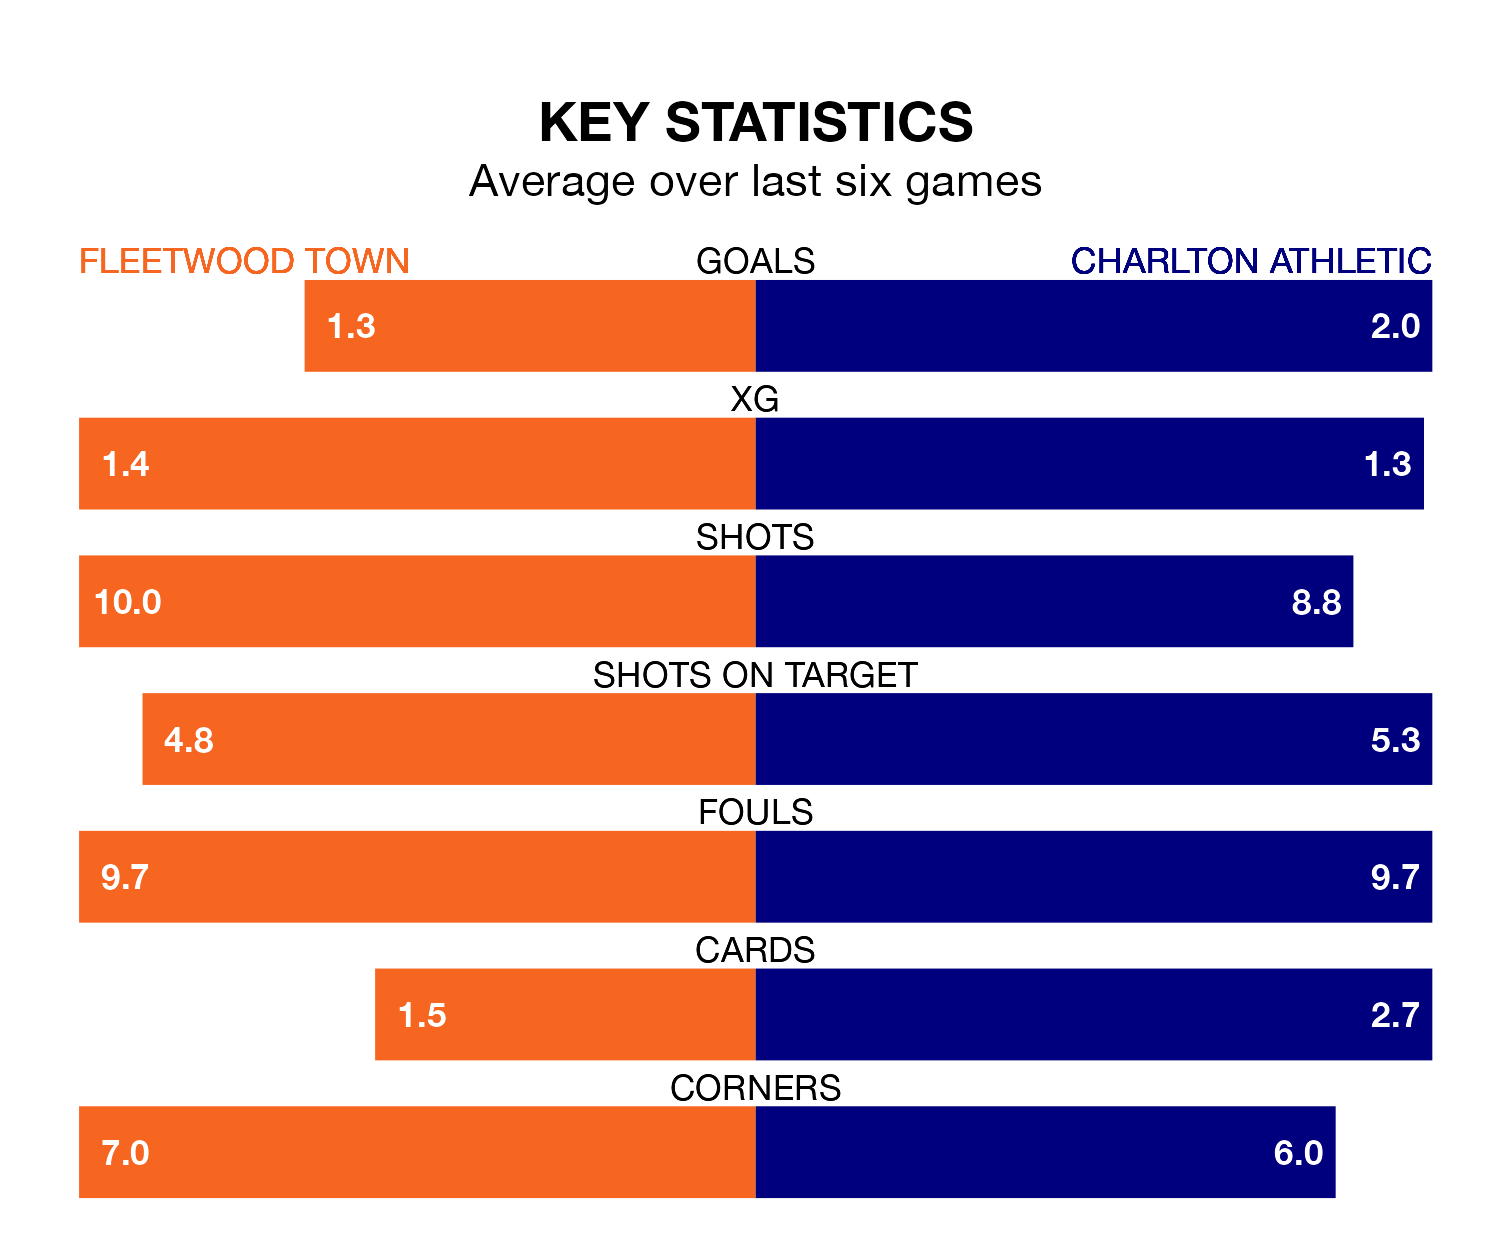 KEY STATISTICS
Average over last six games
FLEETWOOD TOWN GOALS CHARLTON ATHLETIC
1.3 2.0
XG
1.4 1.3
SHOTS
10.0 8.8
SHOTS ON TARGET
4.8 5.3
FOULS
9.7 9.7
CARDS
1.5 2.7
CORNERS
7.0 6.0